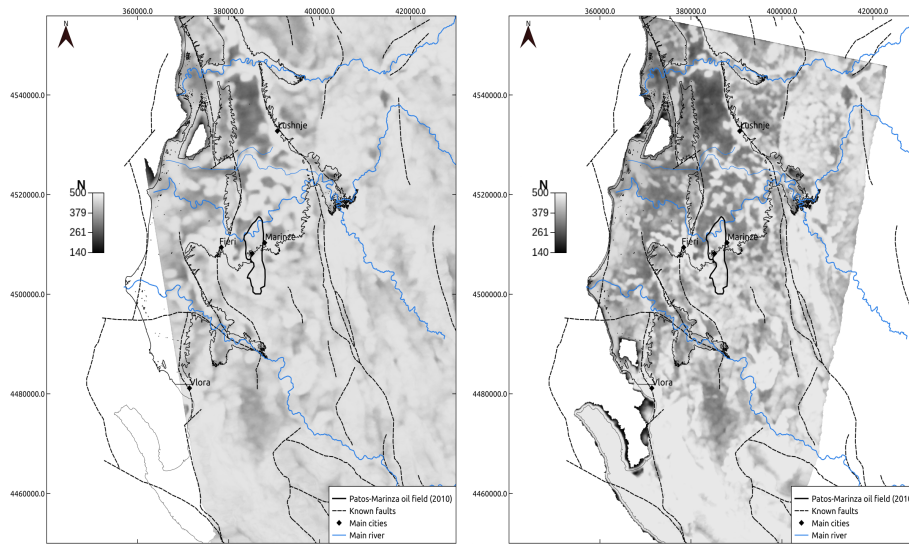 360000.0 380000.0 400000.0 420000.0
N
4540000.0
4520000.0
4500000.0
4480000.0
4460000.0
N
500
379
261
140
Lushnje
Fieri
Marinze
Vlora
Patos-Marinza oil field (2010)
Known faults
Main cities
Main river
360000.0 380000.0 400000.0 420000.0
N
4540000.0
4520000.0
4500000.0
4480000.0
4460000.0
N
500
379
261
140
Lushnje
Fieri
Marinze
Vlora
Patos-Marinza oil field (2010
Known faults
Main cities
Main river